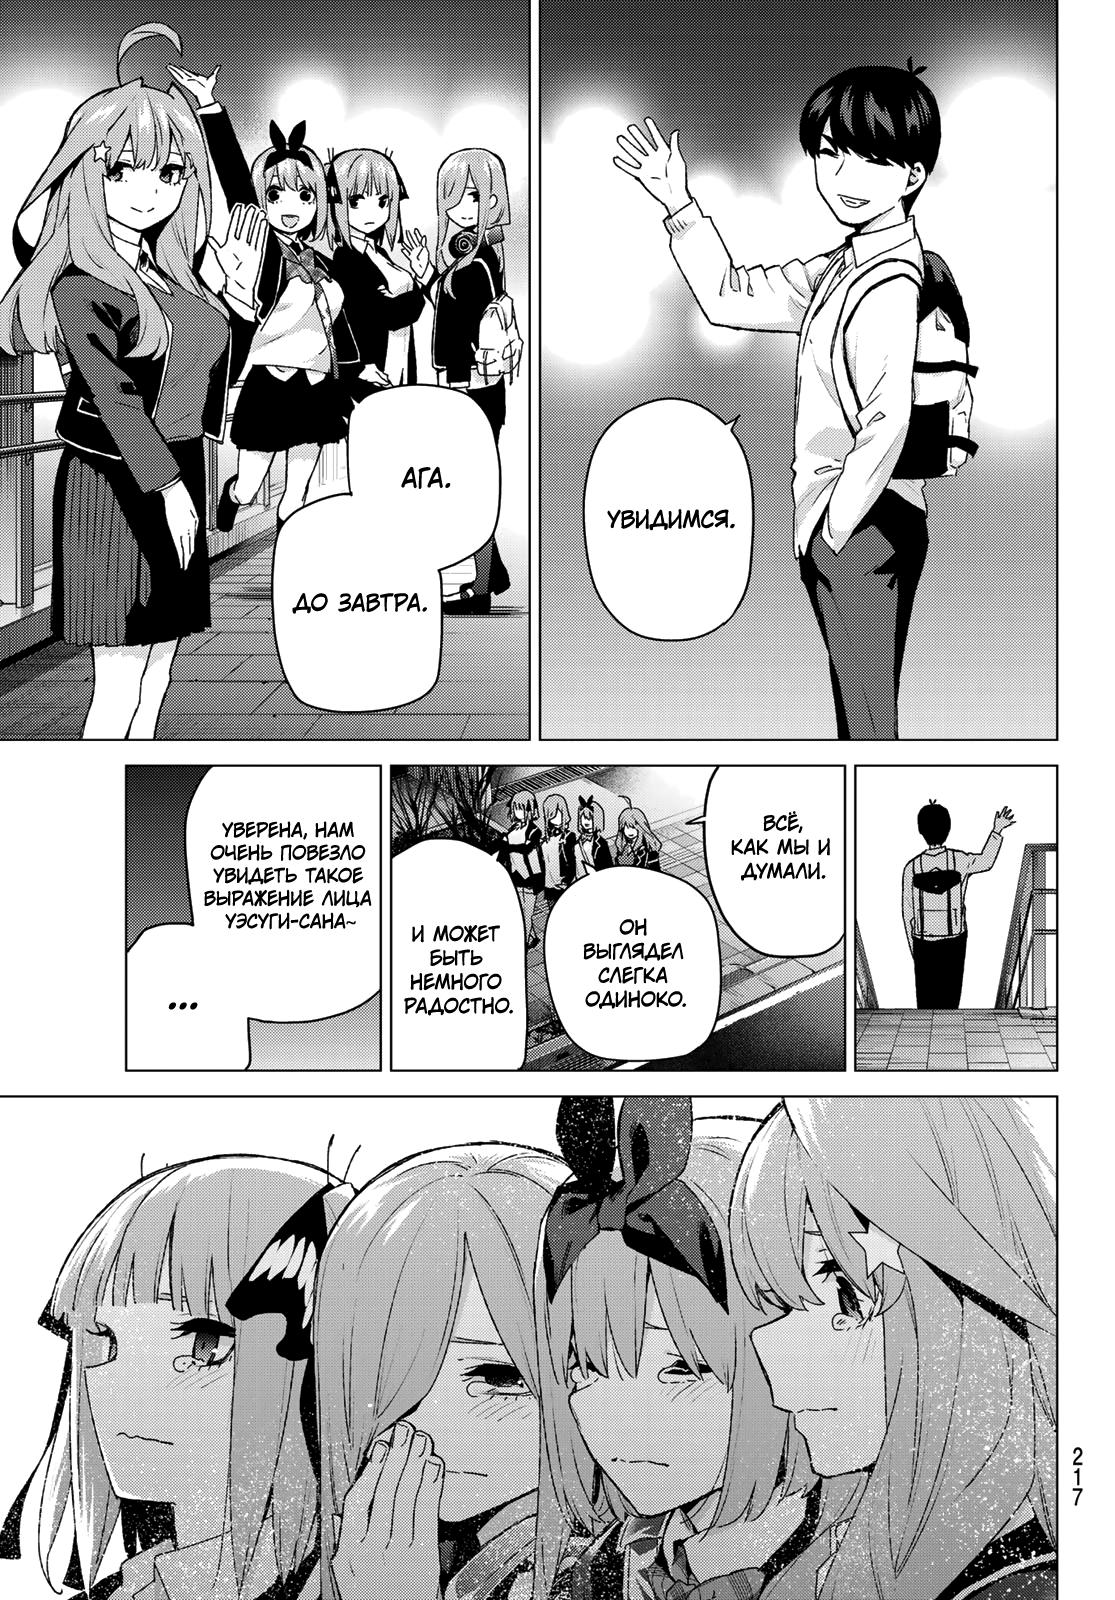 УВИДИМСЯ.
АГА.
ДО ЗАВТРА.
ВСЁ,
КАК МЫ И
ДУМАЛИ.
ОН
ВЫГЛЯДЕЛ
СЛЕГКА
ОДИНОКО.
И МОЖЕТ
БЫТЬ
НЕМНОГО
РАДОСТНО.
УВЕРЕНА, НАМ
ОЧЕНЬ ПОВЕЗЛО
УВИДЕТЬ ТАКОЕ
ВЫРАЖЕНИЕ ЛИЦА
УЭСУГИ-САНА~
...
217